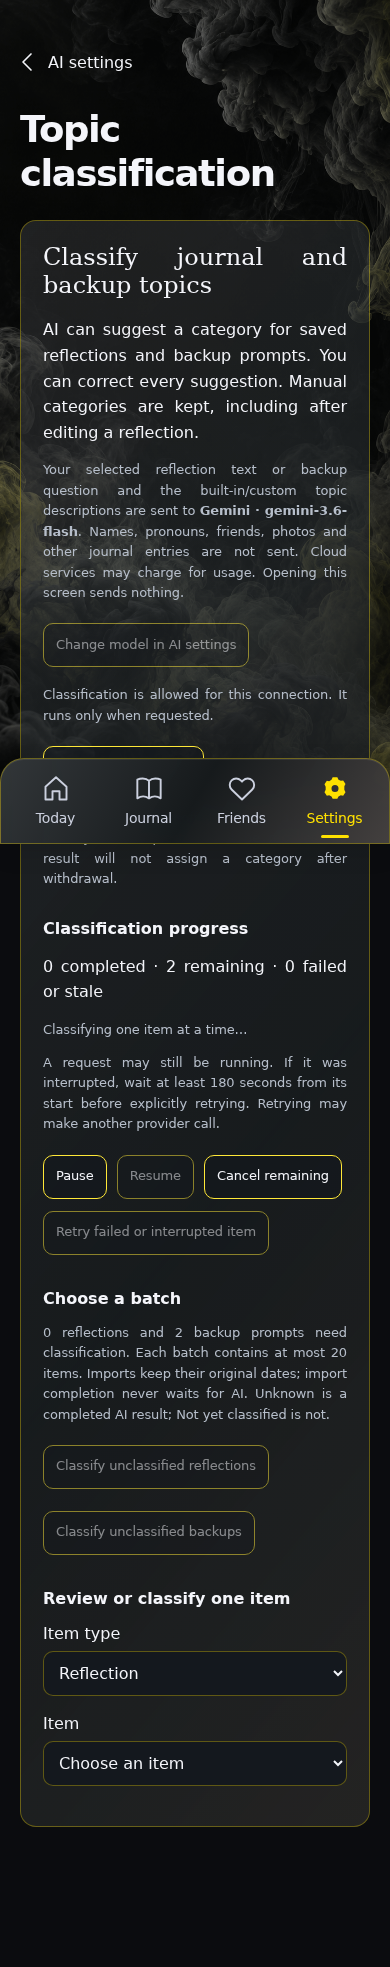 AI settings
Topic
classification
Classify journal and
backup topics
AI can suggest a category for saved
reflections and backup prompts. You
can correct every suggestion. Manual
categories are kept, including after
editing a reflection.
Your selected reflection text or backup
question and the built-in/custom topic
descriptions are sent to Gemini · gemini-3.6-
flash. Names, pronouns, friends, photos and
other journal entries are not sent. Cloud
services may charge for usage. Opening this
screen sends nothing.
Change model in AI settings
Classification is allowed for this connection. It
runs only when requested.
Today
Journal
Friends
Settings
result will not assign a category after
withdrawal.
Classification progress
0 completed · 2 remaining · 0 failed
or stale
Classifying one item at a time…
A request may still be running. If it was
interrupted, wait at least 180 seconds from its
start before explicitly retrying. Retrying may
make another provider call.
Pause
Resume
Cancel remaining
Retry failed or interrupted item
Choose a batch
0 reflections and 2 backup prompts need
classification. Each batch contains at most 20
items. Imports keep their original dates; import
completion never waits for AI. Unknown is a
completed AI result; Not yet classified is not.
Classify unclassified reflections
Classify unclassified backups
Review or classify one item
Item type
Reflection
Item
Choose an item